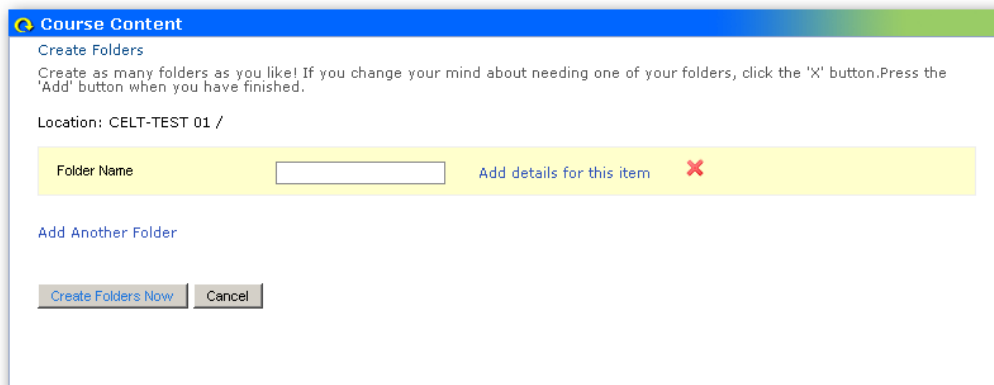 Course Content
Create Folders
Create as many folders as you like! If you change your mind about needing one of your folders, click the 'X' button.Press the
'Add' button when you have finished.
Location: CELT-TEST 01 /
Folder Name Add details for this item
Add Another Folder
Create Folders Now Cancel